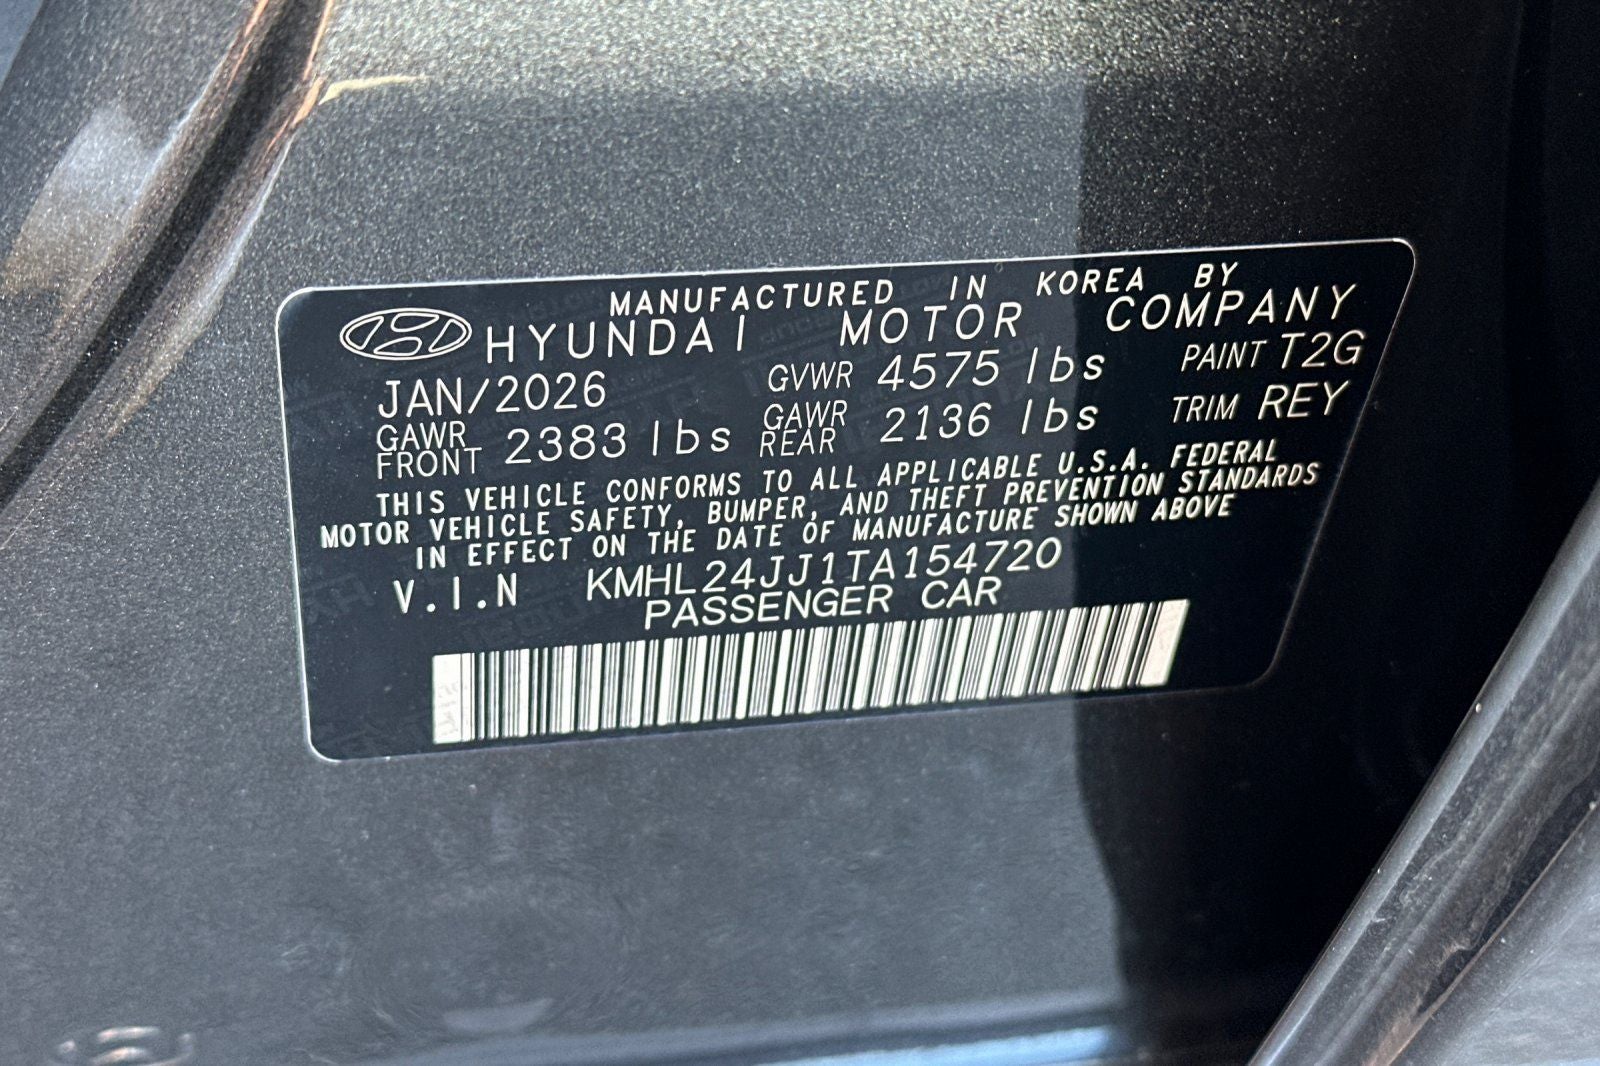 MANUFACTURED IN KOREA BY
HYUNDAI MOTOR COMPANY
JAN/2026 GVWR 4575 lbs PAINT T2G
GAWR FRONT 2383 lbs GAWR REAR 2136 lbs TRIM REY
THIS VEHICLE CONFORMS TO ALL APPLICABLE U.S.A. FEDERAL
MOTOR VEHICLE SAFETY, BUMPER, AND THEFT PREVENTION STANDARDS
IN EFFECT ON THE DATE OF MANUFACTURE SHOWN ABOVE
V.I.N KMHL24JJ1TA154720
PASSENGER CAR